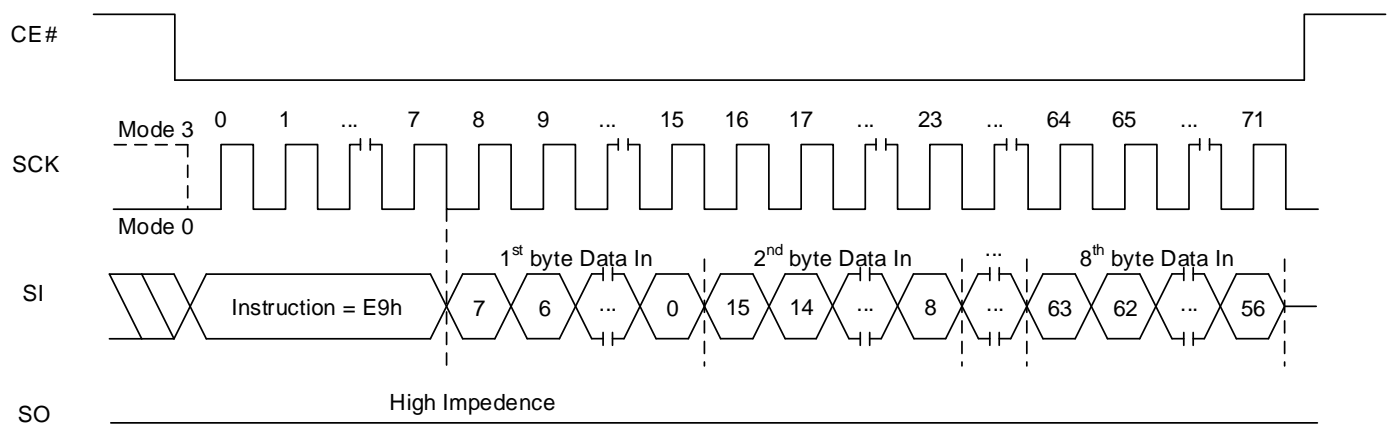 CE#
0 1 ... 7 8 9 ... 15 16 17 ... 23 ... 64 65 ... 71
Mode 3
SCK
Mode 0
1st byte Data In 2nd byte Data In ... 8th byte Data In
SI Instruction = E9h 7 6 ... 0 15 14 ... 8 ... 63 62 ... 56
High Impedence
SO